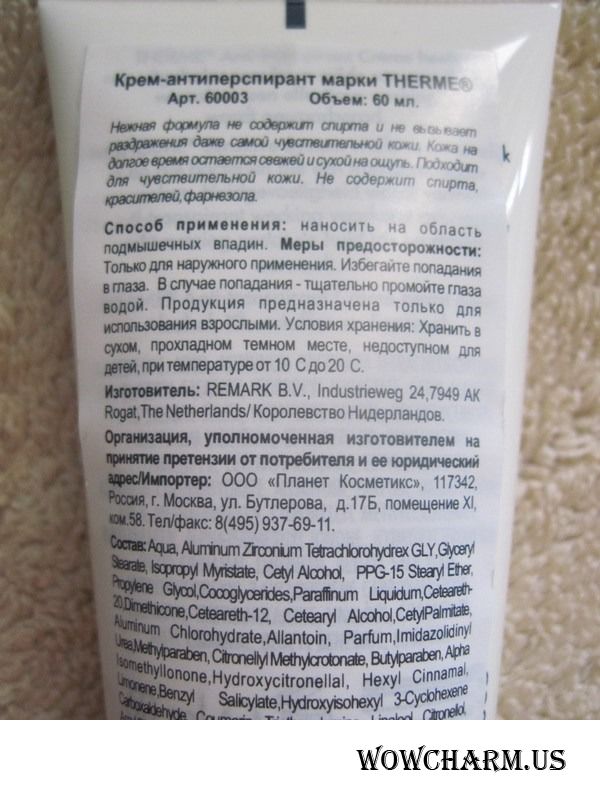 Крем-антиперспирант марки THERME®
Арт. 60003 Объем: 60 мл.
Нежная формула не содержит спирта и не вызывает
раздражения даже самой чувствительной кожи. Кожа на
долгое время остается свежей и сухой на ощупь. Подходит
для чувствительной кожи. Не содержит спирта,
красителей, фарнезола.
Способ применения: наносить на область
подмышечных впадин. Меры предосторожности:
Только для наружного применения. Избегайте попадания
в глаза. В случае попадания - тщательно промойте глаза
водой. Продукция предназначена только для
использования взрослыми. Условия хранения: Хранить в
сухом, прохладном темном месте, недоступном для
детей, при температуре от 10 С до 20 С.
Изготовитель: REMARK B.V., Industrieweg 24,7949 AK
Rogat,The Netherlands/ Королевство Нидерландов.
Организация, уполномоченная изготовителем на
принятие претензии от потребителя и ее юридический
адрес/Импортер: ООО «Планет Косметикс», 117342,
Россия, г. Москва, ул. Бутлерова, д.17Б, помещение XI,
ком.58. Тел/факс: 8(495) 937-69-11.
Состав: Aqua, Aluminum Zirconium Tetrachlorohydrex GLY,Glyceryl
Stearate, Isopropyl Myristate, Cetyl Alcohol, PPG-15 Stearyl Ether,
Propylene Glycol,Cocoglycerides,Paraffinum Liquidum,Ceteareth-
20,Dimethicone,Ceteareth-12, Cetearyl Alcohol,CetylPalmitate,
Aluminum Chlorohydrate,Allantoin, Parfum,Imidazolidinyl
Urea,Methylparaben, Citronellyl Methylcrotonate, Butylparaben, Alpha
Isomethyllonone,Hydroxycitronellal, Hexyl Cinnamal,
Limonene,Benzyl Salicylate,Hydroxyisohexyl 3-Cyclohexene
Carboxaldehyde, Coumarin, Linalool, Citronellol,
WOWCHARM.US